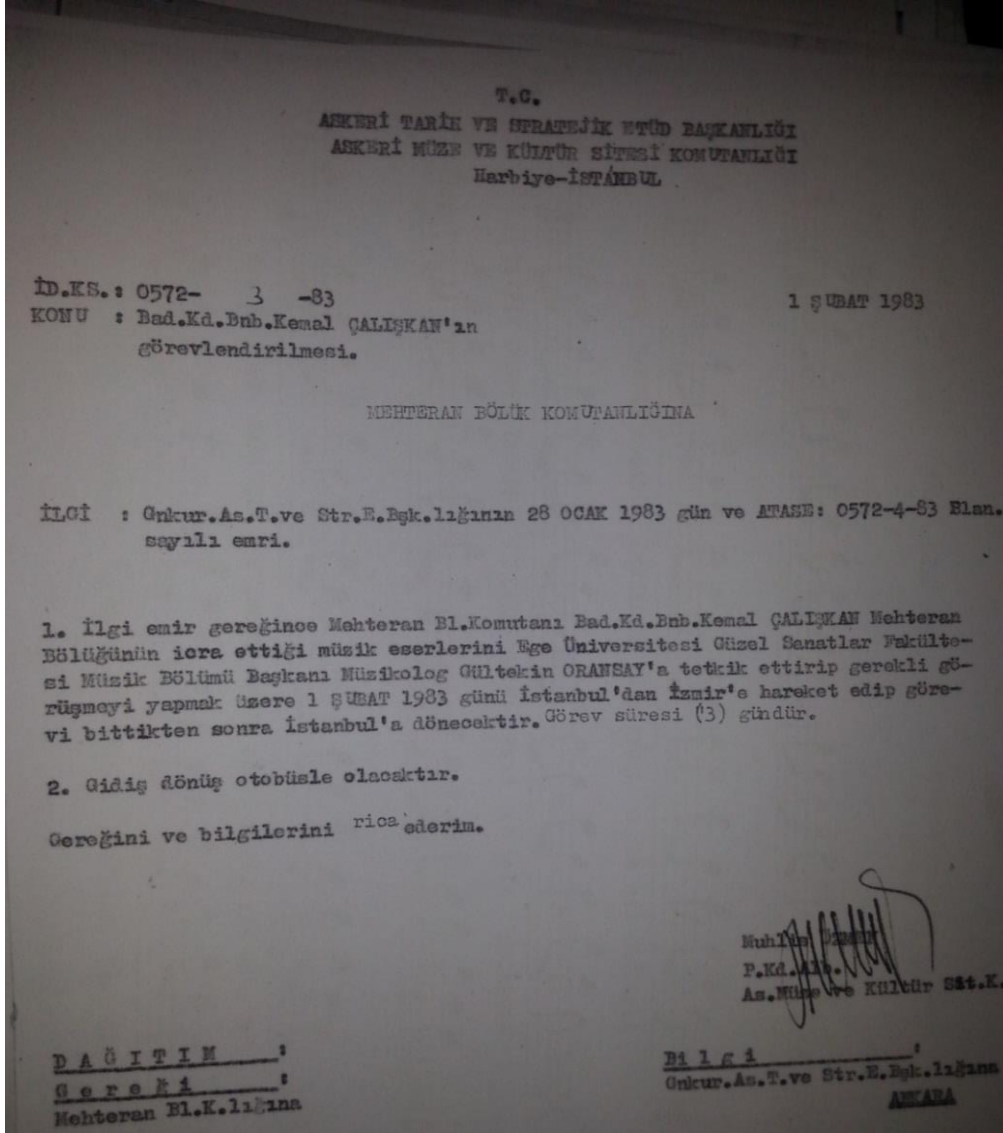 T.C.
ASKERİ TARİH VE STRATEJİK ETÜD BAŞKANLIĞI
ASKERİ MÜZE VE KÜLTÜR SİTESİ KOMUTANLIĞI
Harbiye-İSTANBUL
İD.KS.: 0572- 3 -83
1 ŞUBAT 1983
KONU : Bad.Kd.Bnb.Kemal ÇALIŞKAN'ın
görevlendirilmesi.
MEHTERAN BÖLÜK KOMUTANLIĞINA
İLGİ : Gnkur.As.T.ve Str.E.Bşk.lığının 28 OCAK 1983 gün ve ATASE: 0572-4-83 Blan.
sayılı emri.
1. İlgi emir gereğince Mehteran Bl.Komutanı Bad.Kd.Bnb.Kemal ÇALIŞKAN Mehteran
Bölüğünün icra ettiği müzik eserlerini Ege Üniversitesi Güzel Sanatlar Fakülte-
si Müzik Bölümü Başkanı Müzikolog Gültekin ORANSAY'a tetkik ettirip gerekli gö-
rüşmeyi yapmak üzere 1 ŞUBAT 1983 günü İstanbul'dan İzmir'e hareket edip göre-
vi bittikten sonra İstanbul'a dönecektir. Görev süresi (3) gündür.
2. Gidiş dönüş otobüsle olacaktır.
Gereğini ve bilgilerini rica ederim.
P.Kd.Alb.
As.Müze ve Kültür Sit.K.
DAĞITIM :
Gereği :
Mehteran Bl.K.lığına
Bilgi :
Gnkur.As.T.ve Str.E.Bşk.lığına
ANKARA